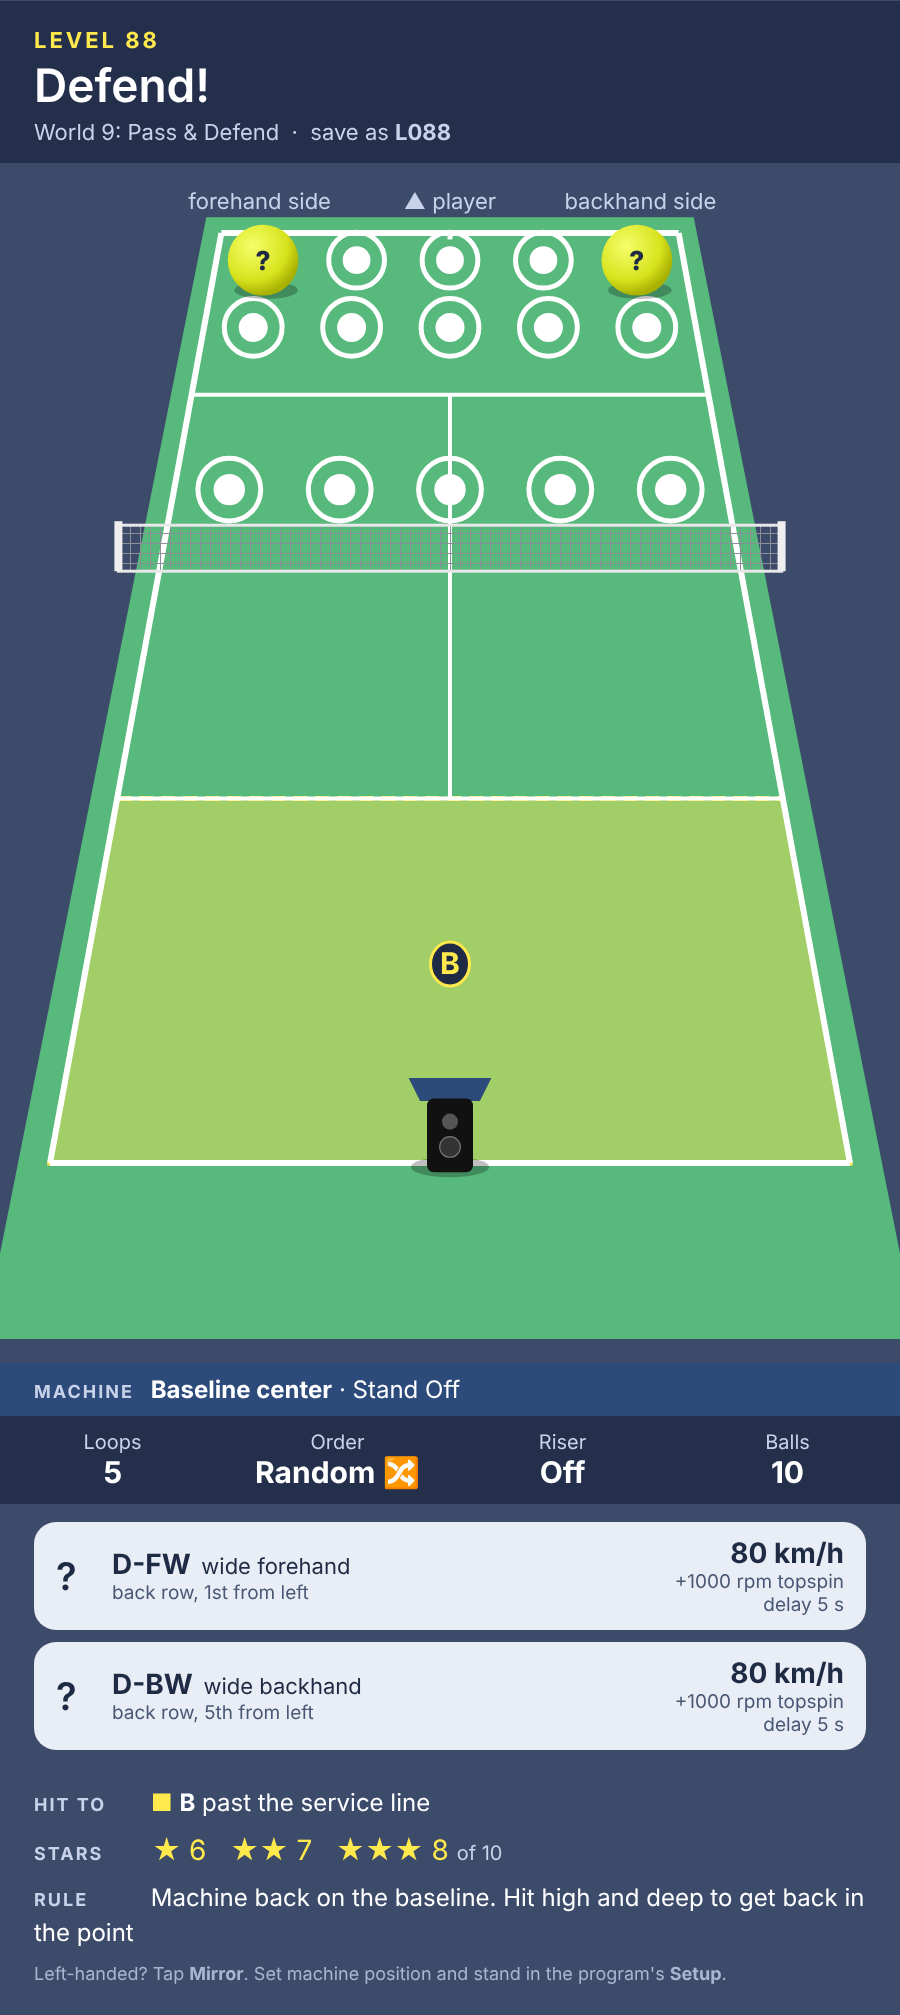 LEVEL 88
Defend!
World 9: Pass & Defend · save as L088
forehand side ▲ player backhand side
? ?
B
MACHINE Baseline center · Stand Off
Loops Order Riser Balls
5 Random 🔀 Off 10
? D-FW wide forehand 80 km/h
back row, 1st from left +1000 rpm topspin
delay 5 s
? D-BW wide backhand 80 km/h
back row, 5th from left +1000 rpm topspin
delay 5 s
HIT TO B past the service line
STARS ★ 6 ★★ 7 ★★★ 8 of 10
RULE Machine back on the baseline. Hit high and deep to get back in
the point
Left-handed? Tap Mirror. Set machine position and stand in the program's Setup.